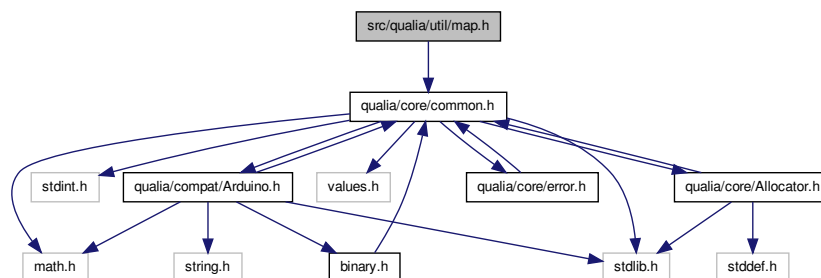 src/qualia/util/map.h
qualia/core/common.h
stdint.h
qualia/compat/Arduino.h
values.h
qualia/core/error.h
qualia/core/Allocator.h
math.h
string.h
binary.h
stdlib.h
stddef.h